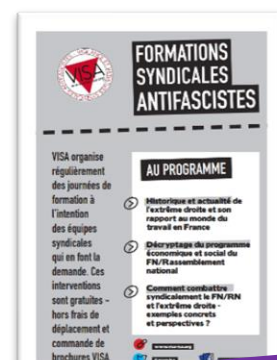 VISA
FORMATIONS
SYNDICALES
ANTIFASCISTES
VISA organise
régulièrement
des journées de
formation à
l'intention
des équipes
syndicales
qui en font la
demande. Ces
interventions
sont gratuites -
hors frais de
déplacement et
commande de
brochures VISA
AU PROGRAMME
Historique et actualité de
l'extrême droite et son
rapport au monde du
travail en France
Décryptage du programme
économique et social du
FN/Rassemblement
national
Comment combattre
syndicalement le FN/RN
et l'extrême droite -
exemples concrets
et perspectives ?